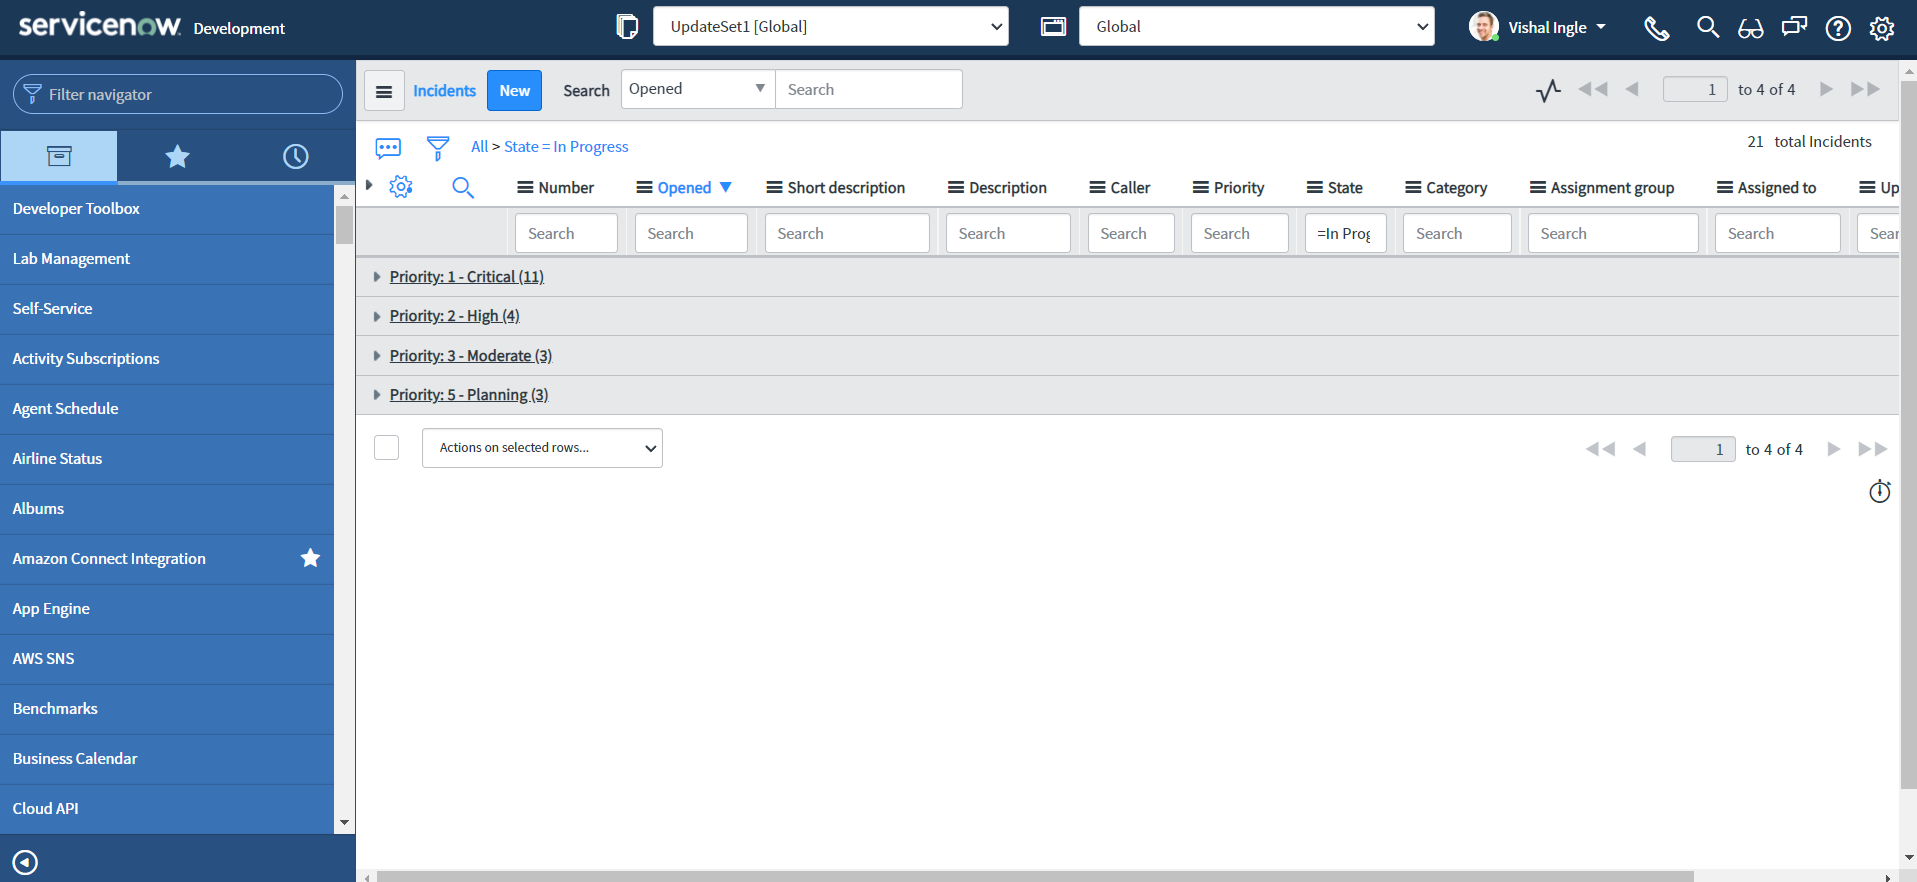 servicenow. Development
UpdateSet1 [Global]
Global
Vishal Ingle
Filter navigator
Developer Toolbox
Lab Management
Self-Service
Activity Subscriptions
Agent Schedule
Airline Status
Albums
Amazon Connect Integration
App Engine
AWS SNS
Benchmarks
Business Calendar
Cloud API
Incidents New Search Opened Search 1 to 4 of 4
All > State = In Progress
21 total Incidents
Number Opened Short description Description Caller Priority State Category Assignment group Assigned to Up
Search Search Search Search Search Search =In Prog Search Search Search Sear
Priority: 1 - Critical (11)
Priority: 2 - High (4)
Priority: 3 - Moderate (3)
Priority: 5 - Planning (3)
Actions on selected rows... 1 to 4 of 4